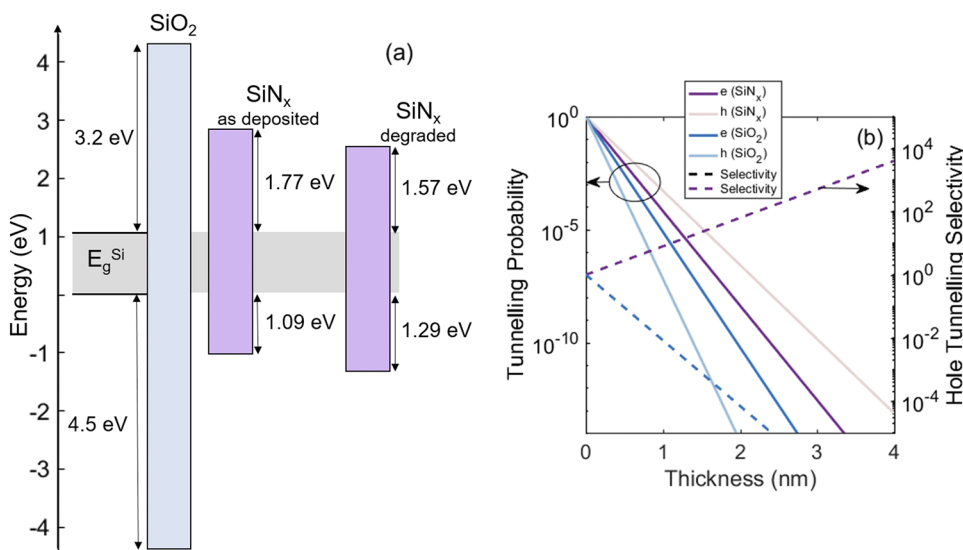 SiO2
(a)
4
3
2
1
-1
-2
-3
-4
Energy (eV)
3.2 eV
4.5 eV
EgSi
SiNx
as deposited
1.77 eV
1.09 eV
SiNx
degraded
1.57 eV
1.29 eV
e (SiNx)
h (SiNx)
e (SiO2)
h (SiO2)
Selectivity
Selectivity
(b)
10^0
10^-5
10^-10
Tunnelling Probability
10^4
10^2
10^0
10^-2
10^-4
Hole Tunnelling Selectivity
0
1
2
3
4
Thickness (nm)